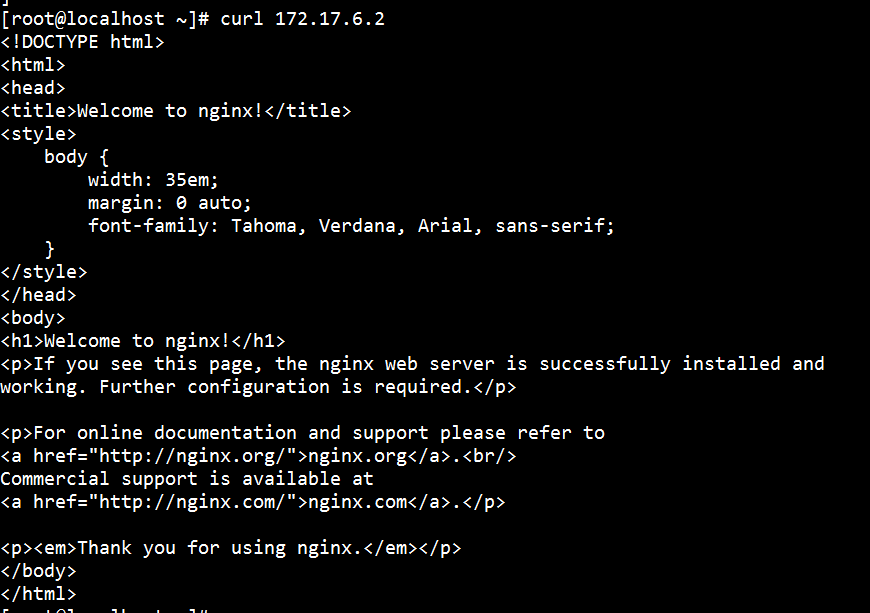 ]
[root@localhost ~]# curl 172.17.6.2
<!DOCTYPE html>
<html>
<head>
<title>Welcome to nginx!</title>
<style>
    body {
        width: 35em;
        margin: 0 auto;
        font-family: Tahoma, Verdana, Arial, sans-serif;
    }
</style>
</head>
<body>
<h1>Welcome to nginx!</h1>
<p>If you see this page, the nginx web server is successfully installed and
working. Further configuration is required.</p>

<p>For online documentation and support please refer to
<a href="http://nginx.org/">nginx.org</a>.<br/>
Commercial support is available at
<a href="http://nginx.com/">nginx.com</a>.</p>

<p><em>Thank you for using nginx.</em></p>
</body>
</html>
[root@localhost ~]#